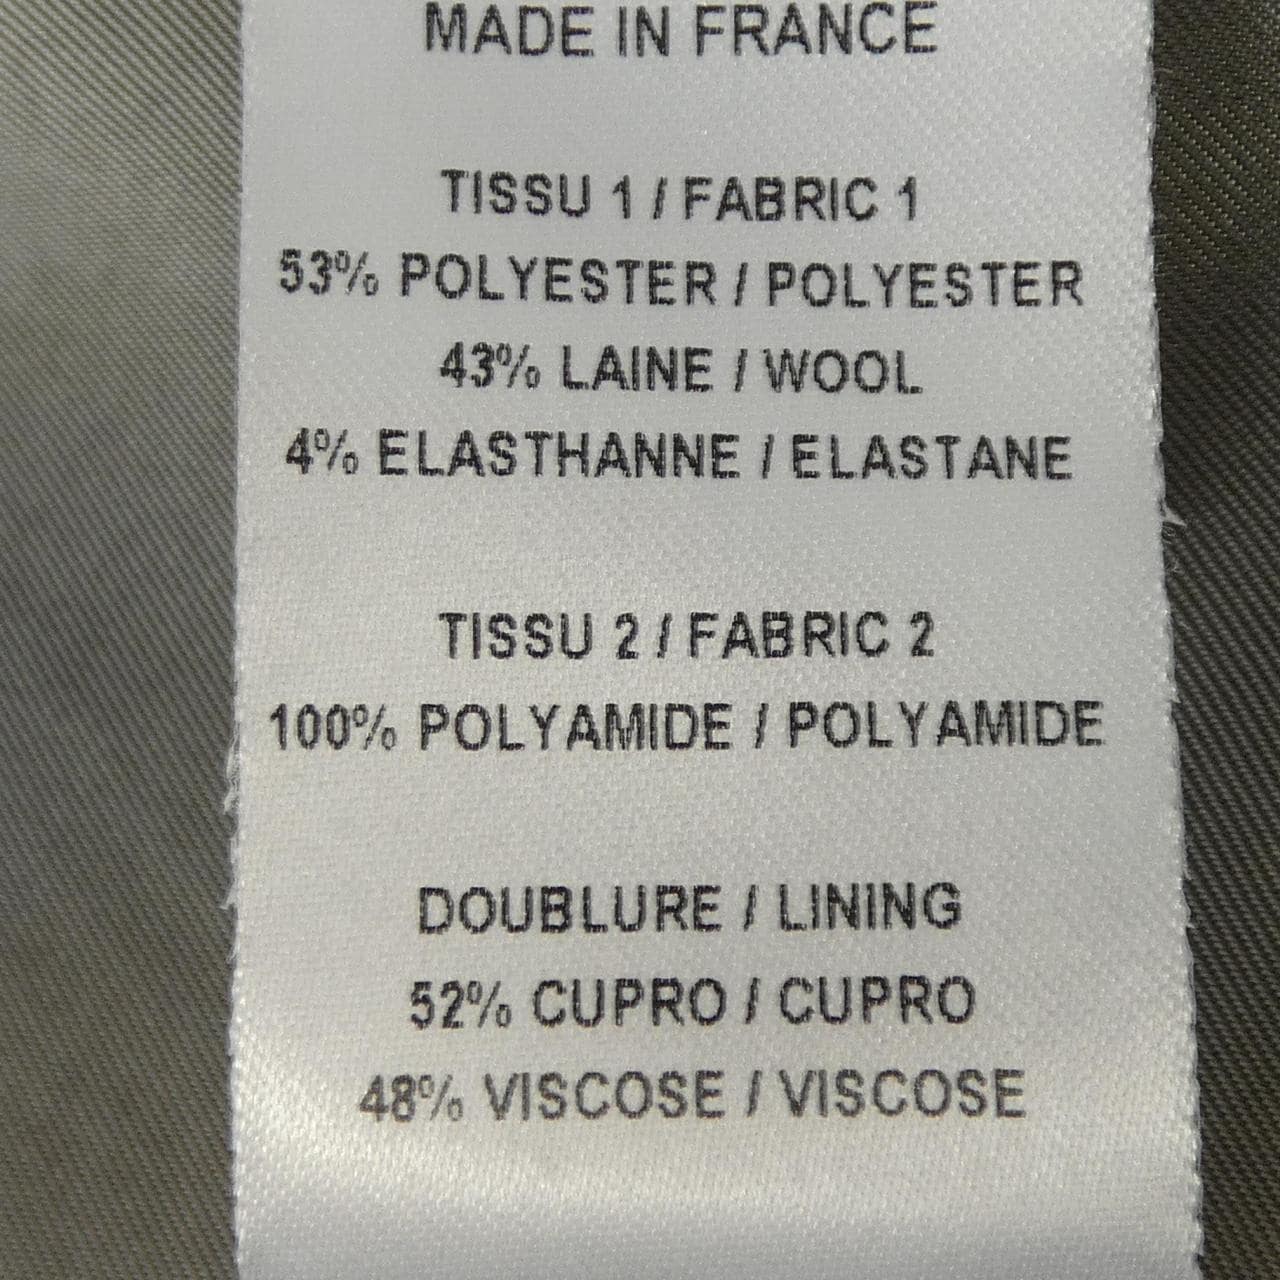 MADE IN FRANCE
TISSU 1 / FABRIC 1
53% POLYESTER / POLYESTER
43% LAINE / WOOL
4% ELASTHANNE / ELASTANE
TISSU 2 / FABRIC 2
100% POLYAMIDE / POLYAMIDE
DOUBLURE / LINING
52% CUPRO / CUPRO
48% VISCOSE / VISCOSE